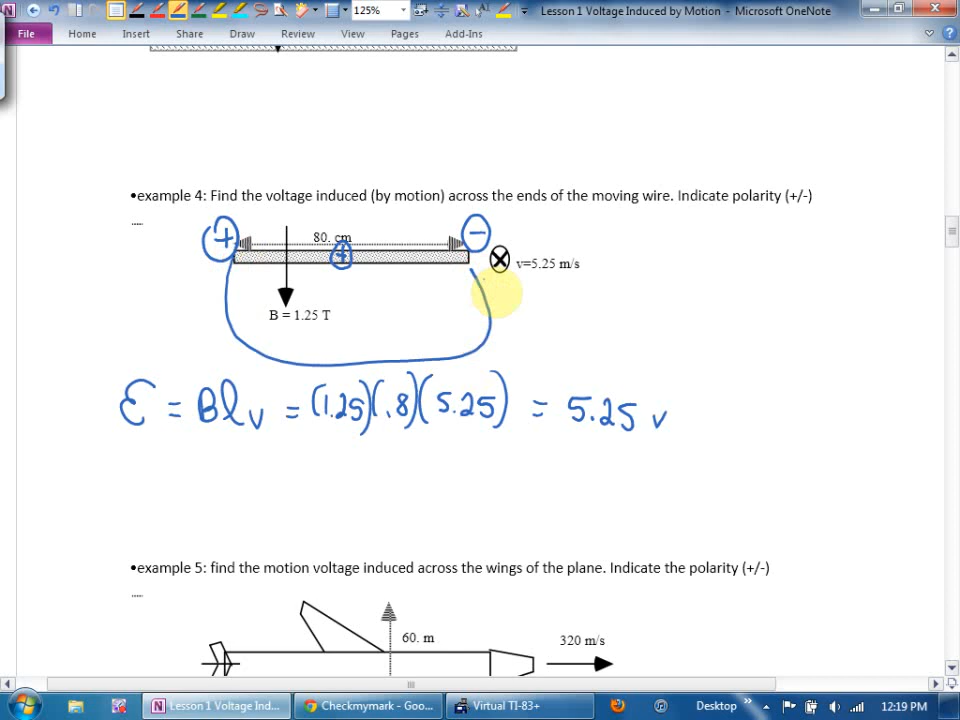 125%
Lesson 1 Voltage Induced by Motion - Microsoft OneNote
File Home Insert Share Draw Review View Pages Add-Ins
•example 4: Find the voltage induced (by motion) across the ends of the moving wire. Indicate polarity (+/-)
.....
+ 80. cm −
+
v=5.25 m/s
B = 1.25 T
ℰ = Blv = (1.25)(.8)(5.25) = 5.25 v
•example 5: find the motion voltage induced across the wings of the plane. Indicate the polarity (+/-)
.....
60. m
320 m/s
Lesson 1 Voltage Ind... Checkmymark - Goo... Virtual TI-83+ Desktop » 12:19 PM